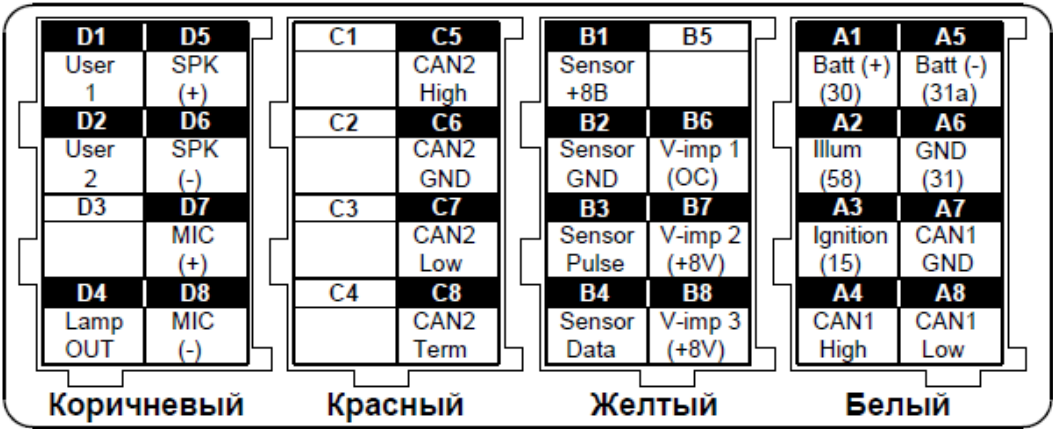 D1 D5 C1 C5 B1 B5 A1 A5
User SPK CAN2 Sensor Batt (+) Batt (-)
1 (+) High +8B (30) (31a)
D2 D6 C2 C6 B2 B6 A2 A6
User SPK CAN2 Sensor V-imp 1 Illum GND
2 (-) GND GND (OC) (58) (31)
D3 D7 C3 C7 B3 B7 A3 A7
MIC CAN2 Sensor V-imp 2 Ignition CAN1
(+) Low Pulse (+8V) (15) GND
D4 D8 C4 C8 B4 B8 A4 A8
Lamp MIC CAN2 Sensor V-imp 3 CAN1 CAN1
OUT (-) Term Data (+8V) High Low
Коричневый Красный Желтый Белый